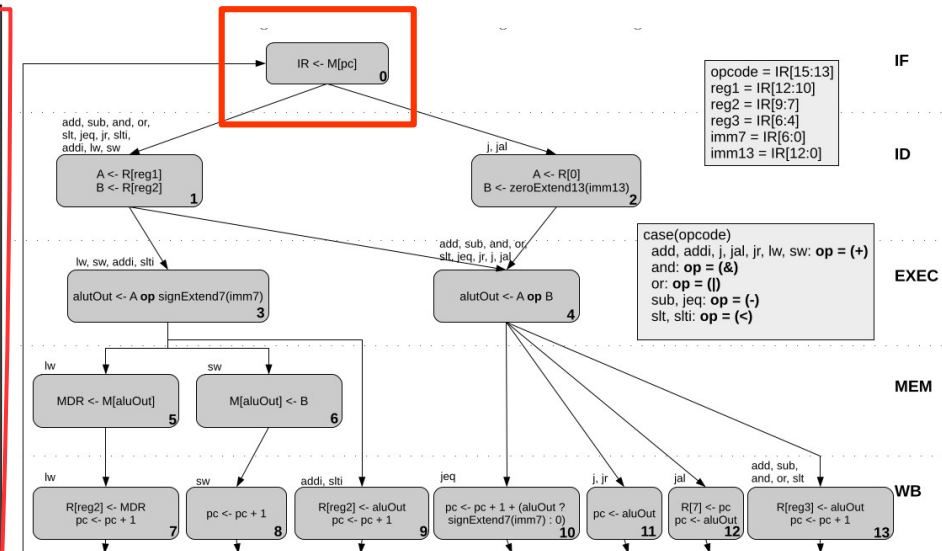 IR <- M[pc]
0
IF
opcode = IR[15:13]
reg1 = IR[12:10]
reg2 = IR[9:7]
reg3 = IR[6:4]
imm7 = IR[6:0]
imm13 = IR[12:0]
add, sub, and, or,
slt, jeq, jr, slti,
addi, lw, sw
j, jal
ID
A <- R[reg1]
B <- R[reg2]
1
A <- R[0]
B <- zeroExtend13(imm13)
2
case(opcode)
add, addi, j, jal, jr, lw, sw: op = (+)
and: op = (&)
or: op = (|)
sub, jeq: op = (-)
slt, slti: op = (<)
lw, sw, addi, slti
add, sub, and, or,
slt, jeq, jr, j, jal
EXEC
alutOut <- A op signExtend7(imm7)
3
alutOut <- A op B
4
lw
sw
MEM
MDR <- M[aluOut]
5
M[aluOut] <- B
6
lw
sw
addi, slti
jeq
j, jr
jal
add, sub,
and, or, slt
WB
R[reg2] <- MDR
pc <- pc + 1
7
pc <- pc + 1
8
R[reg2] <- aluOut
pc <- pc + 1
9
pc <- pc + 1 + (aluOut ?
signExtend7(imm7) : 0)
10
pc <- aluOut
11
R[7] <- pc
pc <- aluOut
12
R[reg3] <- aluOut
pc <- pc + 1
13